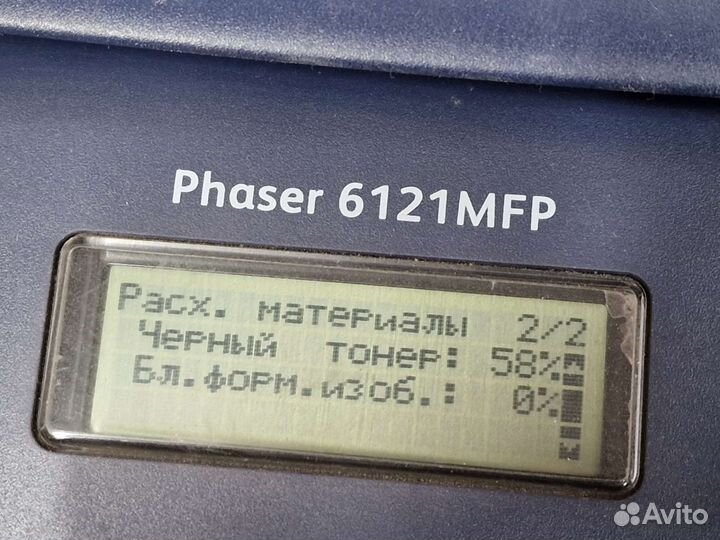 Phaser 6121MFP
Расх. материалы 2/2
Черный тонер: 58%
Бл.форм.изоб.: 0%
Avito